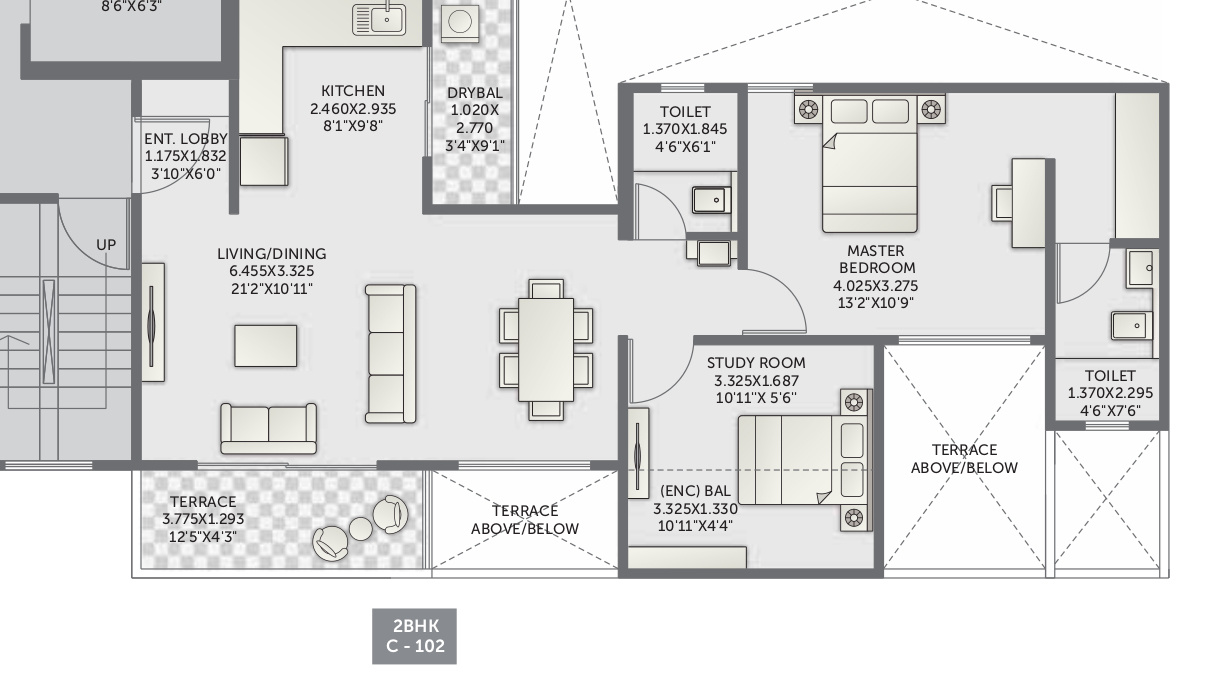 8'6"X6'3"
KITCHEN
2.460X2.935
8'1"X9'8"
DRYBAL
1.020X
2.770
3'4"X9'1"
TOILET
1.370X1.845
4'6"X6'1"
ENT. LOBBY
1.175X1.832
3'10"X6'0"
UP
LIVING/DINING
6.455X3.325
21'2"X10'11"
MASTER
BEDROOM
4.025X3.275
13'2"X10'9"
STUDY ROOM
3.325X1.687
10'11"X 5'6"
TOILET
1.370X2.295
4'6"X7'6"
TERRACE
ABOVE/BELOW
(ENC) BAL
3.325X1.330
10'11"X4'4"
TERRACE
3.775X1.293
12'5"X4'3"
TERRACE
ABOVE/BELOW
2BHK
C - 102